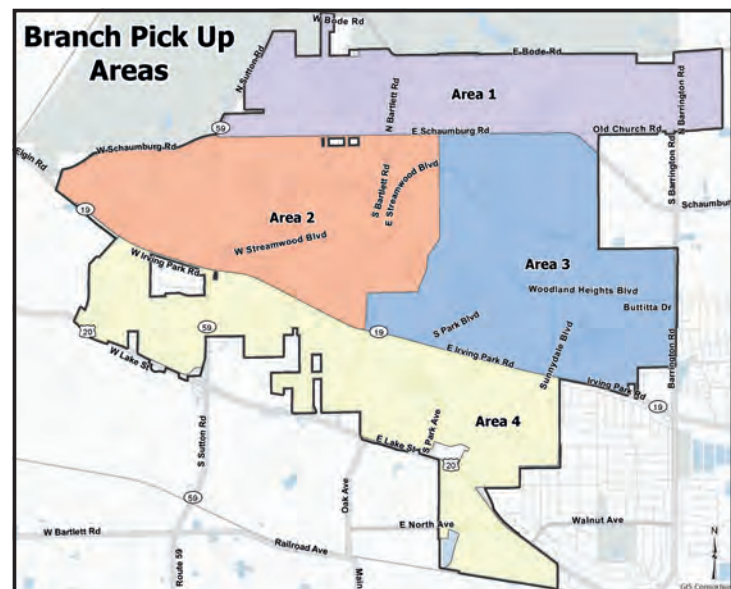 Branch Pick Up
Areas
W Bode Rd
E Bode Rd
N Sutton Rd
N Bartlett Rd
Area 1
N Barrington Rd
59
E Schaumburg Rd
Old Church Rd
W Schaumburg Rd
Elgin Rd
S Barrington Rd
S Bartlett Rd
E Streamwood Blvd
Schaumbur
19
Area 2
W Streamwood Blvd
W Irving Park Rd
Area 3
Woodland Heights Blvd
Buttitta Dr
20
59
19
S Park Blvd
Sunnydale Blvd
Barrington Rd
W Lake St
E Irving Park Rd
Irving Park Rd
19
S Sutton Rd
S Park Ave
Area 4
E Lake St
20
59
Oak Ave
W Bartlett Rd
E North Ave
Walnut Ave
Railroad Ave
Route 59
Main
N
GIS Consortiu